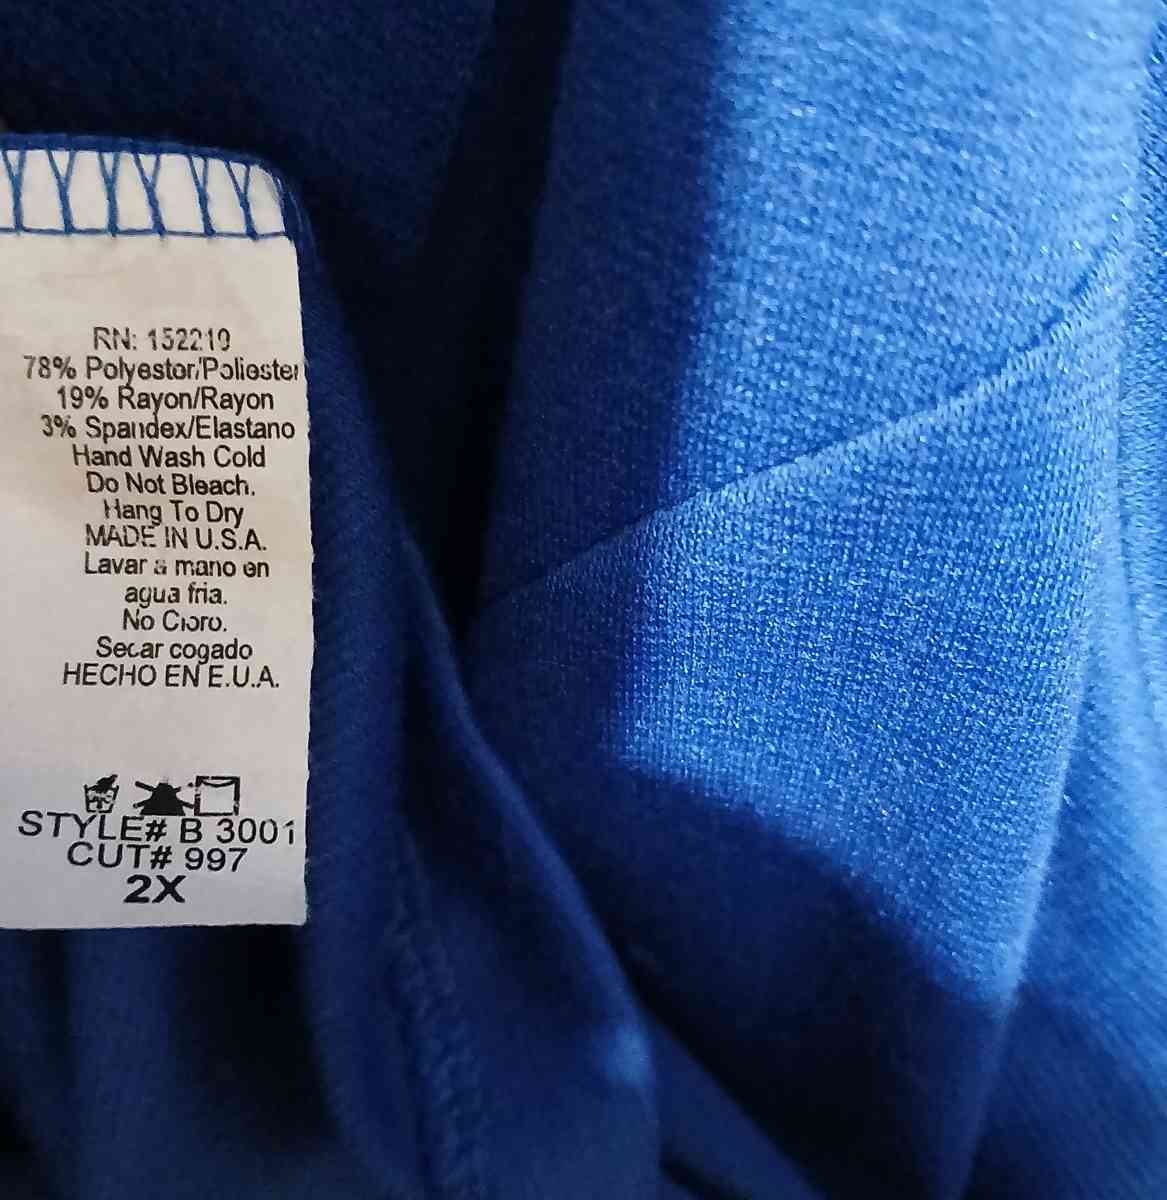 RN: 152210
78% Polyester/Poliester
19% Rayon/Rayon
3% Spandex/Elastano
Hand Wash Cold
Do Not Bleach.
Hang To Dry
MADE IN U.S.A.
Lavar a mano en
agua fria.
No Cloro.
Secar cogado
HECHO EN E.U.A.
STYLE# B 3001
CUT# 997
2X